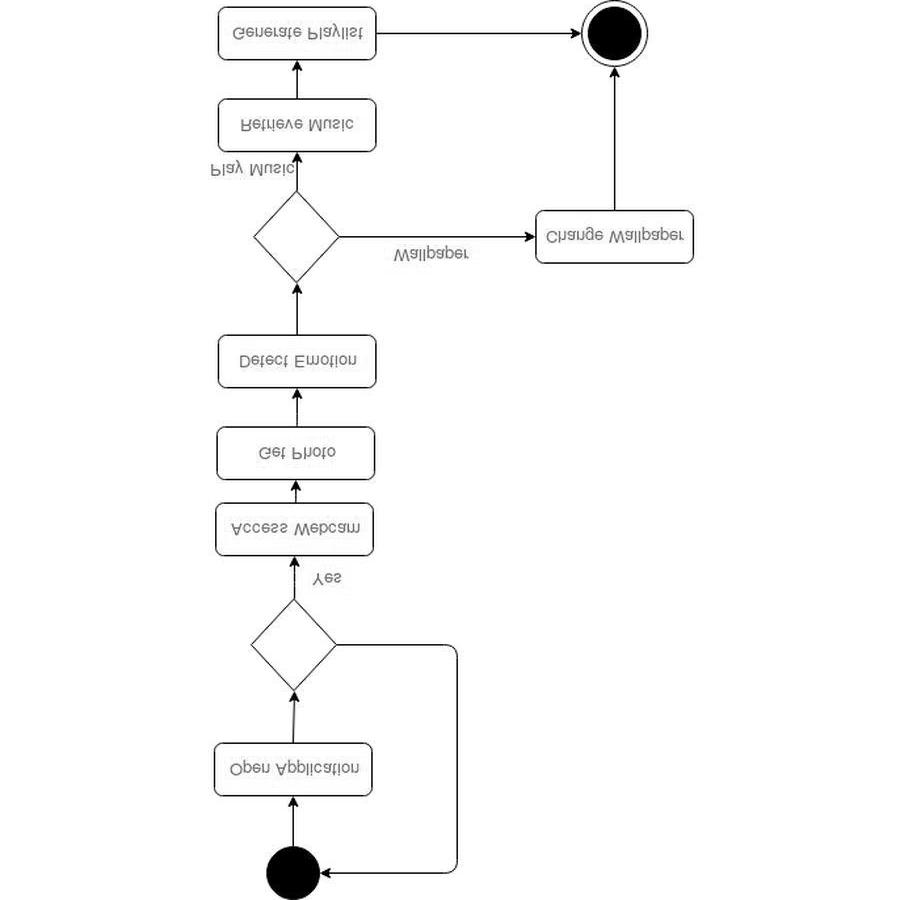 Open Application
Yes
Access Webcam
Get Photo
Detect Emotion
Wallpaper
Change Wallpaper
Play Music
Retrieve Music
Generate Playlist